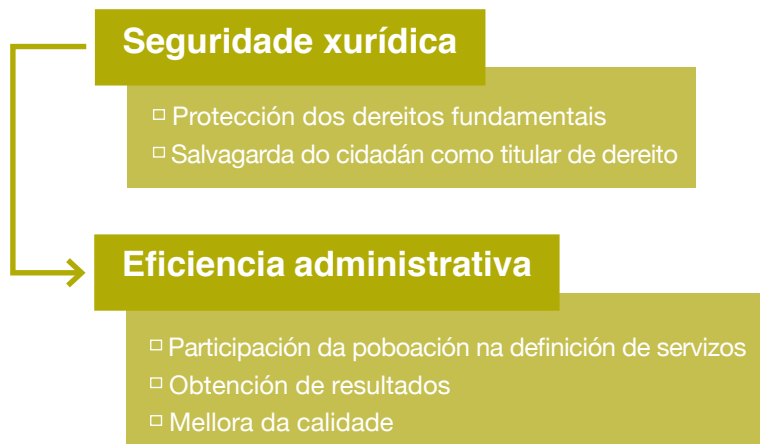 Seguridade xurídica
□ Protección dos dereitos fundamentais
□ Salvagarda do cidadán como titular de dereito
Eficiencia administrativa
□ Participación da poboación na definición de servizos
□ Obtención de resultados
□ Mellora da calidade